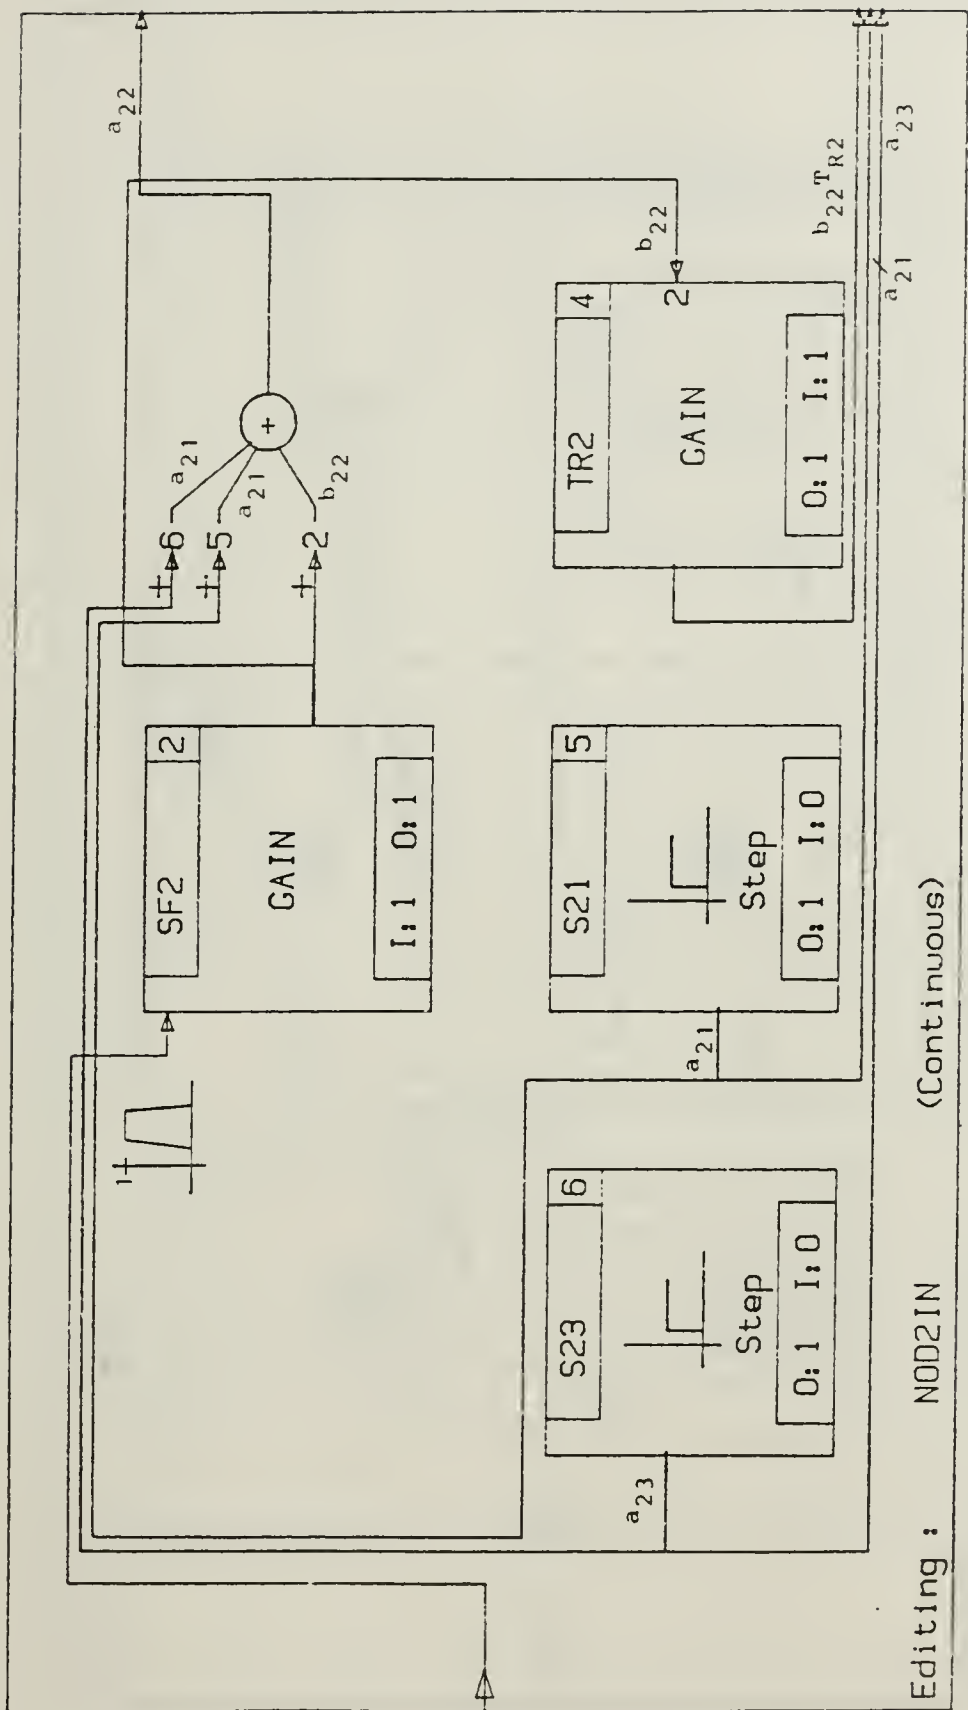 a22
1
SF2 2
GAIN
I:1 O:1
+ 6 a21
+ 5 a21
+ 2 b22
+
a23
S23 6
Step
O:1 I:0
a21
S21 5
Step
O:1 I:0
TR2 4
GAIN
2 b22
O:1 I:1
b22TR2
a21
a23
Editing : NOD2IN (Continuous)